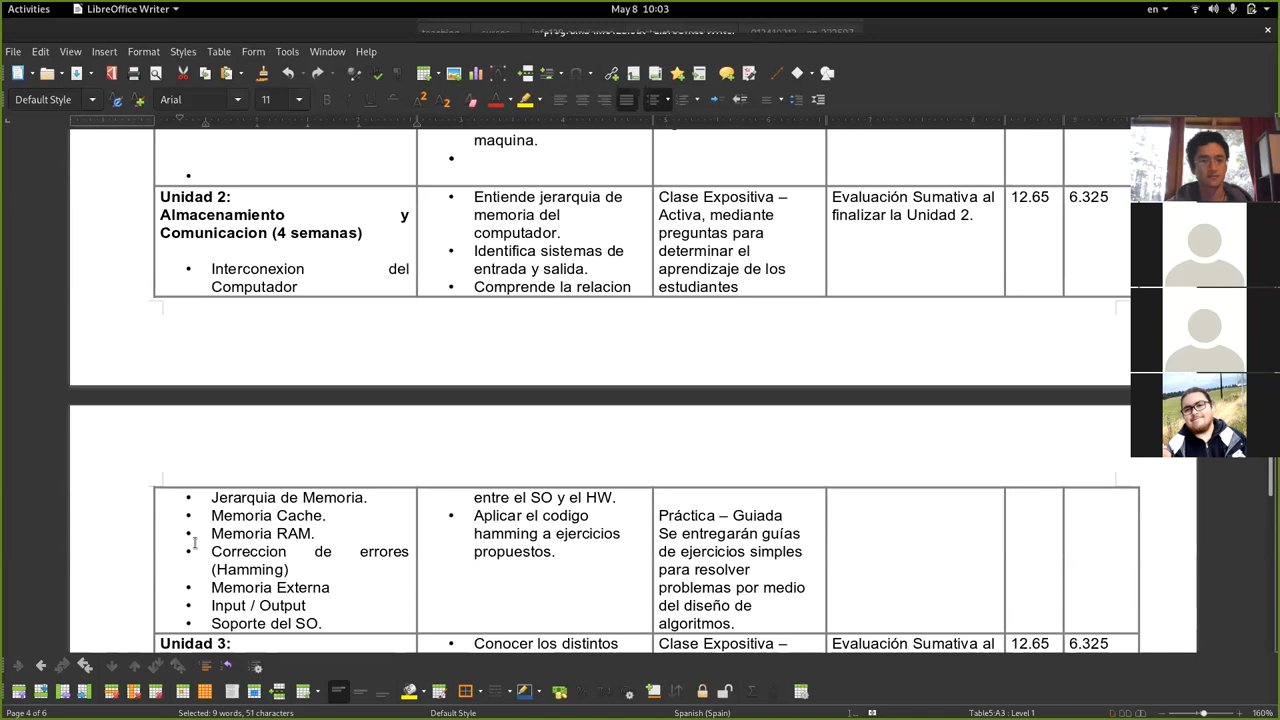 Activities LibreOffice Writer May 8 10:03 en
File Edit View Insert Format Styles Table Form Tools Window Help
Default Style Arial 11
maquina.
Unidad 2:
Almacenamiento y
Comunicacion (4 semanas)
Interconexion del
Computador
Entiende jerarquia de
memoria del
computador.
Identifica sistemas de
entrada y salida.
Comprende la relacion
Clase Expositiva –
Activa, mediante
preguntas para
determinar el
aprendizaje de los
estudiantes
Evaluación Sumativa al
finalizar la Unidad 2.
12.65
6.325
Jerarquia de Memoria.
Memoria Cache.
Memoria RAM.
Correccion de errores
(Hamming)
Memoria Externa
Input / Output
Soporte del SO.
entre el SO y el HW.
Aplicar el codigo
hamming a ejercicios
propuestos.
Práctica – Guiada
Se entregarán guías
de ejercicios simples
para resolver
problemas por medio
del diseño de
algoritmos.
Unidad 3:
Conocer los distintos
Clase Expositiva –
Evaluación Sumativa al
12.65
6.325
Page 4 of 6 Selected: 9 words, 51 characters Default Style Spanish (Spain) Table5:A3 : Level 1 160%